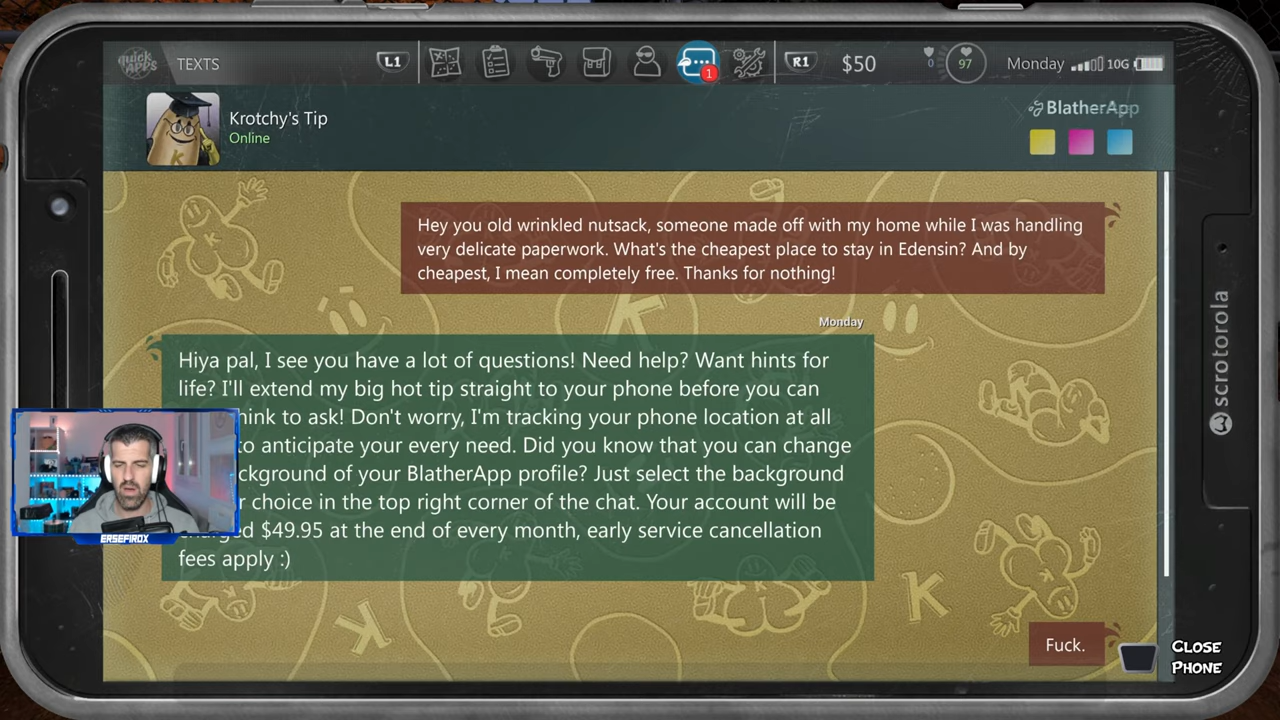 Quick Apps
TEXTS
L1
1
R1
$50
0
97
Monday
10G
Krotchy's Tip
Online
BlatherApp
Hey you old wrinkled nutsack, someone made off with my home while I was handling
very delicate paperwork. What's the cheapest place to stay in Edensin? And by
cheapest, I mean completely free. Thanks for nothing!
Monday
Hiya pal, I see you have a lot of questions! Need help? Want hints for
life? I'll extend my big hot tip straight to your phone before you can
hink to ask! Don't worry, I'm tracking your phone location at all
to anticipate your every need. Did you know that you can change
ckground of your BlatherApp profile? Just select the background
r choice in the top right corner of the chat. Your account will be
charged $49.95 at the end of every month, early service cancellation
fees apply :)
Fuck.
K
K
K
K
scrotorola
ERSEFIROX
CLOSE
PHONE